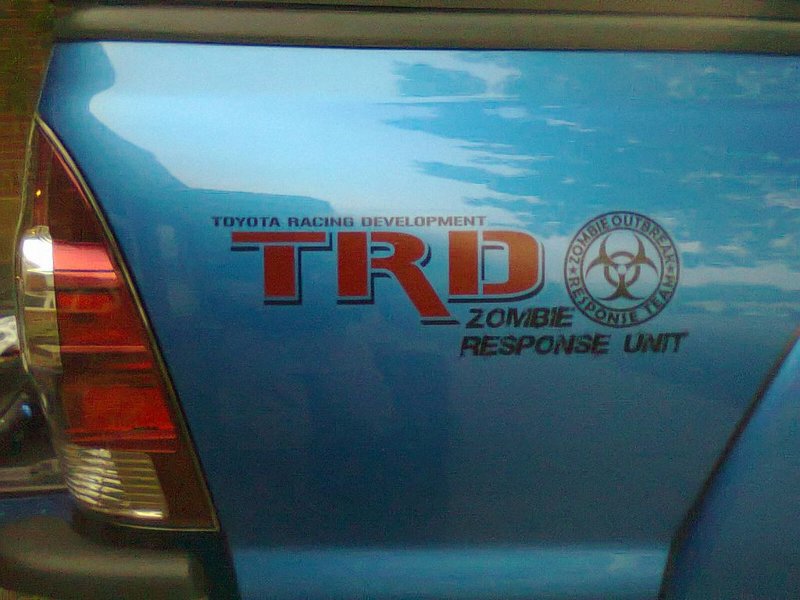 TOYOTA RACING DEVELOPMENT
TRD
ZOMBIE OUTBREAK
RESPONSE TEAM
ZOMBIE
RESPONSE UNIT